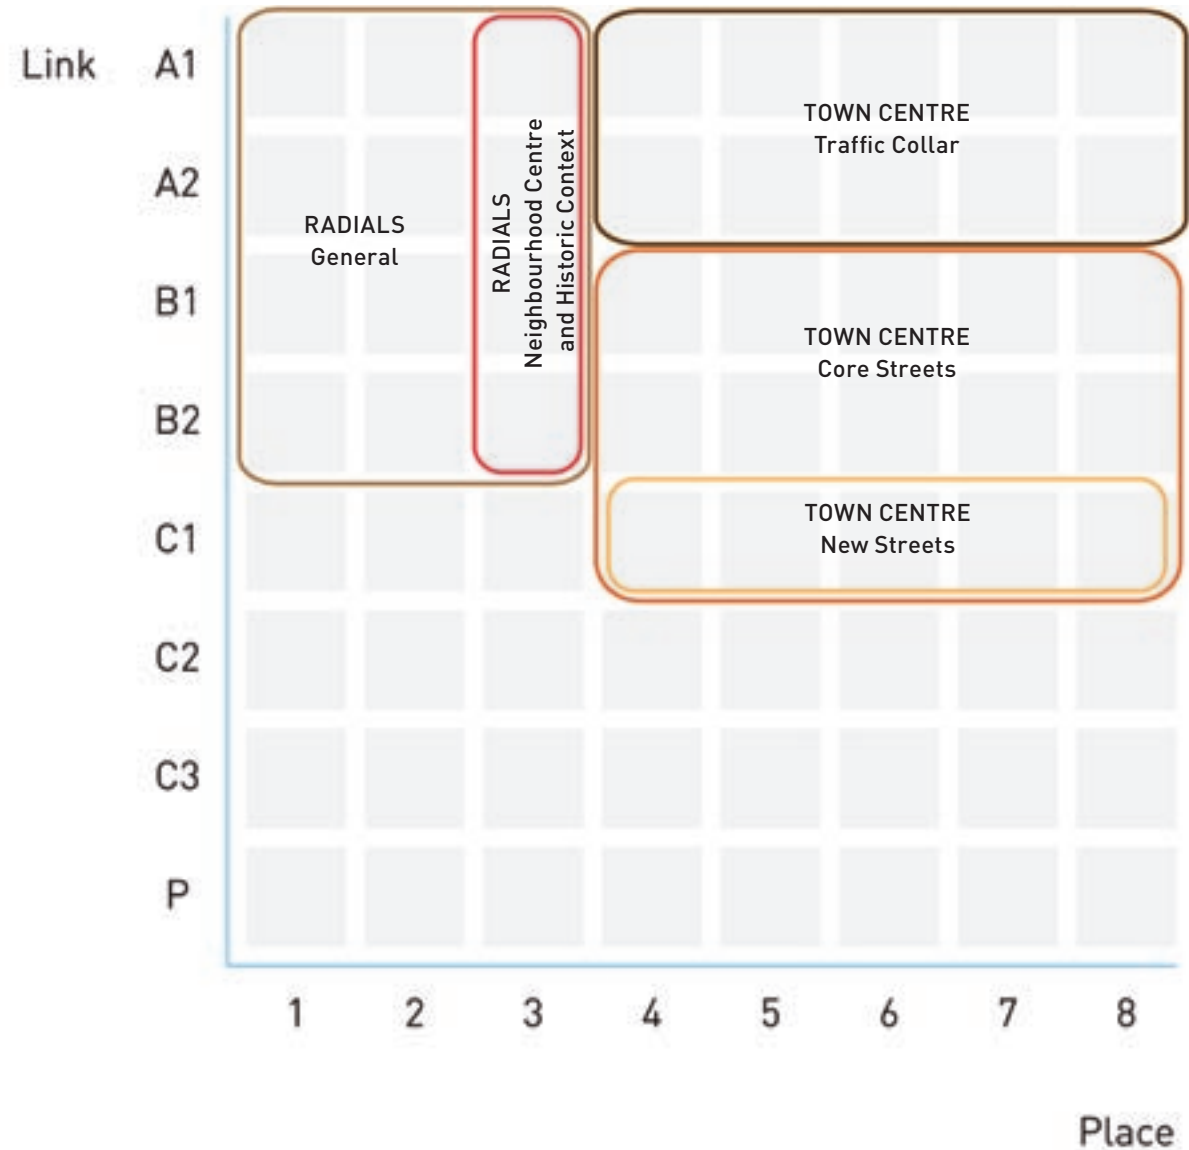 Link
A1
A2
B1
B2
C1
C2
C3
P
RADIALS
General
RADIALS
Neighbourhood Centre
and Historic Context
TOWN CENTRE
Traffic Collar
TOWN CENTRE
Core Streets
TOWN CENTRE
New Streets
1 2 3 4 5 6 7 8
Place